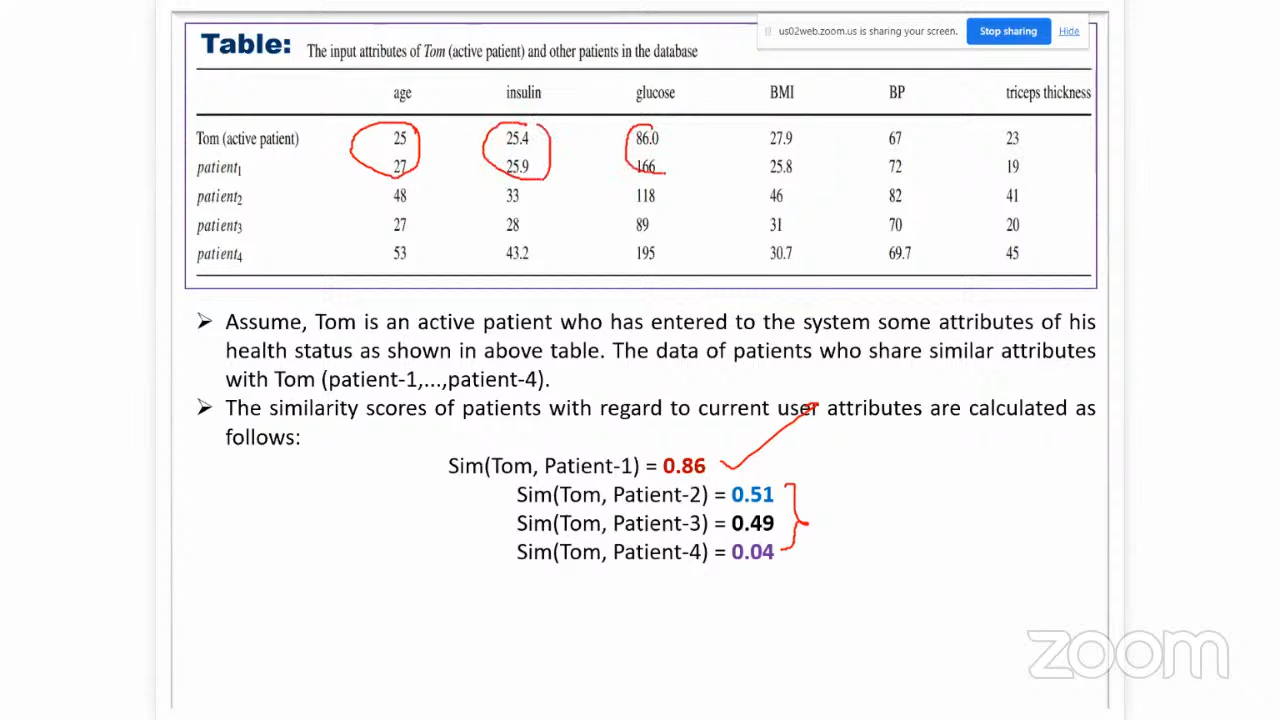 us02web.zoom.us is sharing your screen. Stop sharing Hide
Table: The input attributes of Tom (active patient) and other patients in the database
age insulin glucose BMI BP triceps thickness
Tom (active patient) 25 25.4 86.0 27.9 67 23
patient1 27 25.9 166 25.8 72 19
patient2 48 33 118 46 82 41
patient3 27 28 89 31 70 20
patient4 53 43.2 195 30.7 69.7 45
➢ Assume, Tom is an active patient who has entered to the system some attributes of his
health status as shown in above table. The data of patients who share similar attributes
with Tom (patient-1,...,patient-4).
➢ The similarity scores of patients with regard to current user attributes are calculated as
follows:
Sim(Tom, Patient-1) = 0.86
Sim(Tom, Patient-2) = 0.51
Sim(Tom, Patient-3) = 0.49
Sim(Tom, Patient-4) = 0.04
zoom